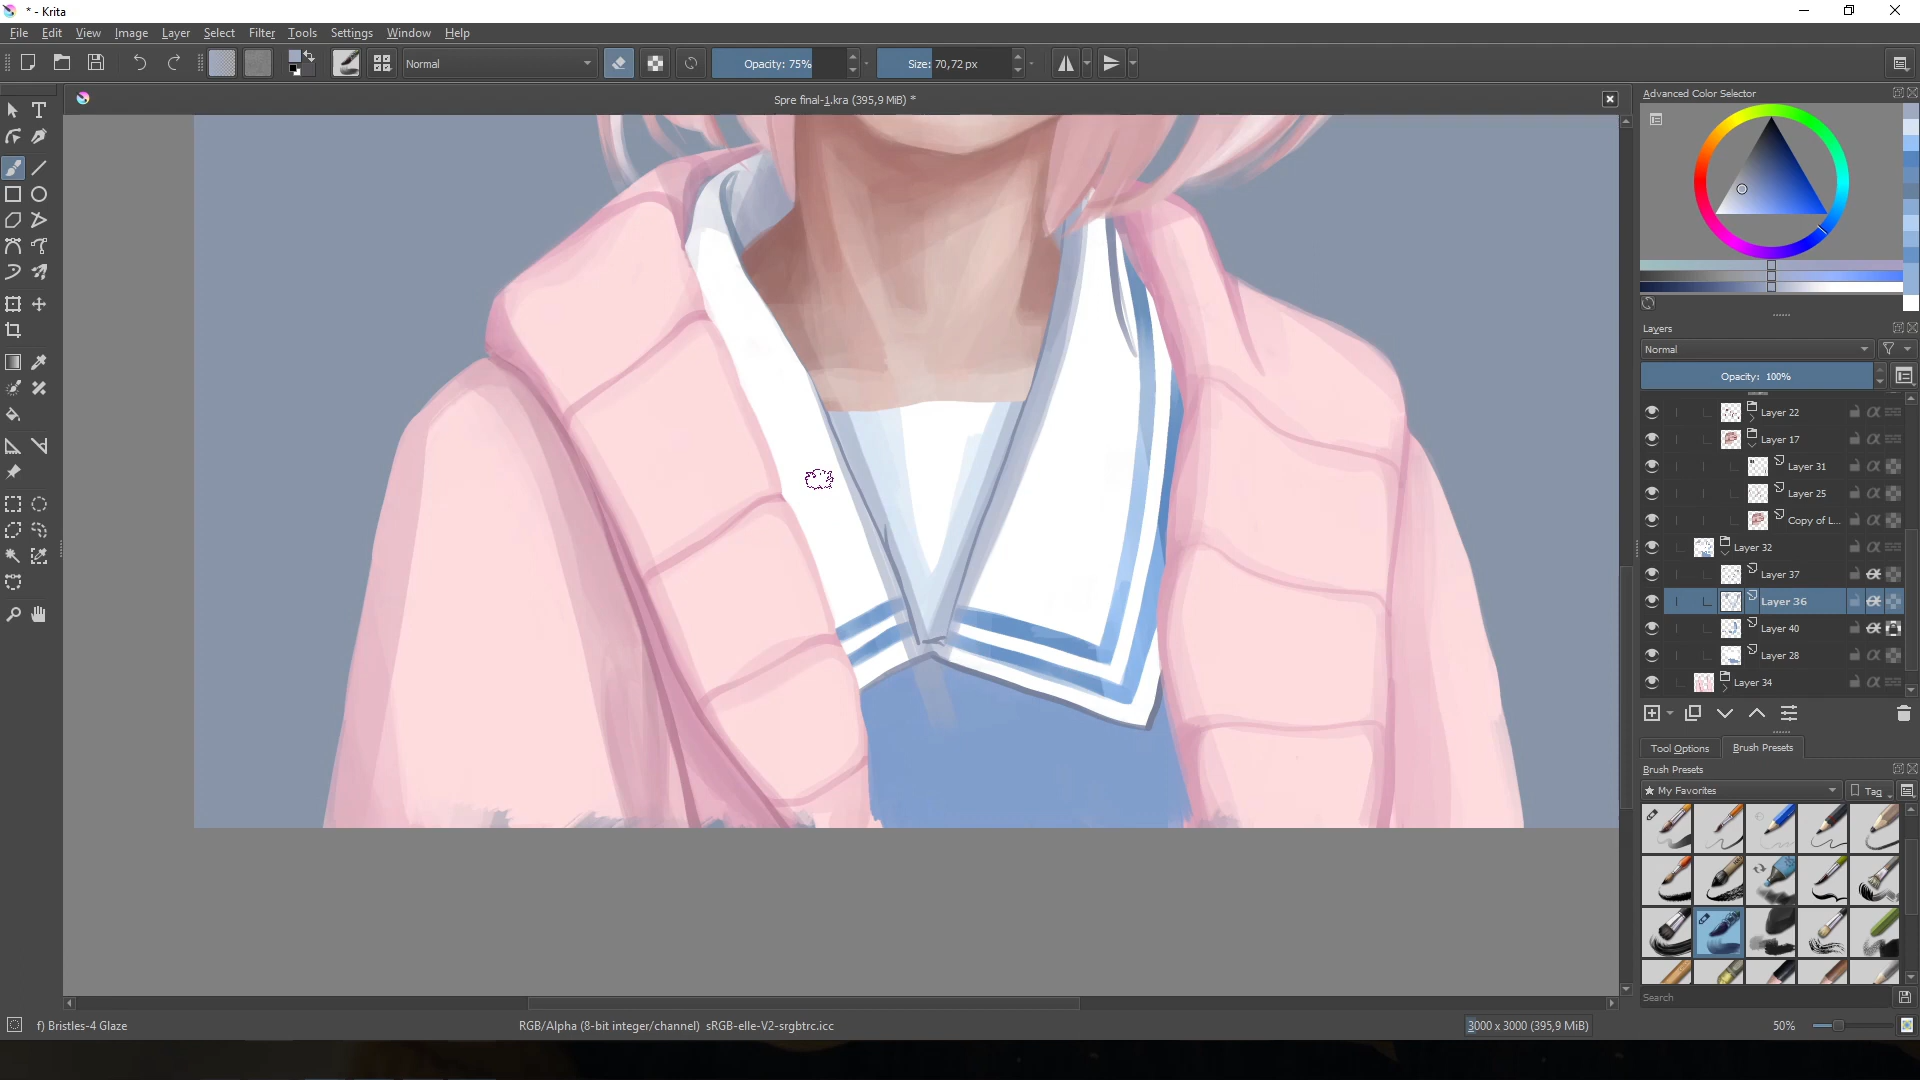 * - Krita
File Edit View Image Layer Select Filter Tools Settings Window Help
Normal Opacity: 75% Size: 70,72 px
Spre final-1.kra (395,9 MiB) *
Advanced Color Selector
Layers
Normal
Opacity: 100%
Layer 22
Layer 17
Layer 31
Layer 25
Copy of L...
Layer 32
Layer 37
Layer 36
Layer 40
Layer 28
Layer 34
Tool Options Brush Presets
Brush Presets
★ My Favorites Tag
Search
f) Bristles-4 Glaze RGB/Alpha (8-bit integer/channel) sRGB-elle-V2-srgbtrc.icc 3000 x 3000 (395,9 MiB) 50%